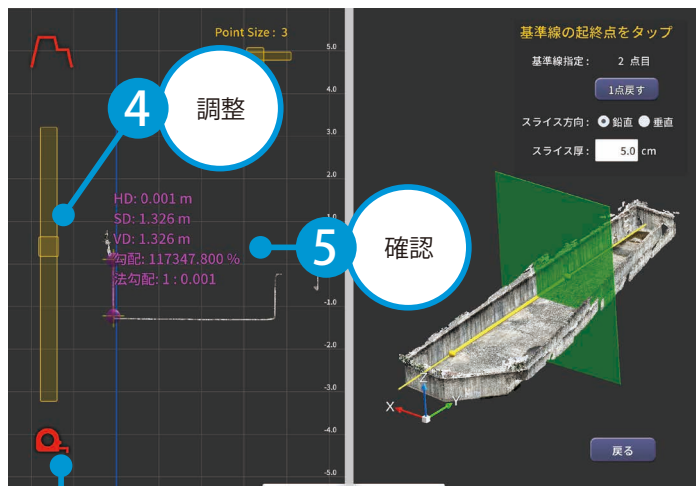 Point Size : 3
5.0
4.0
3.0
2.0
-1.0
-2.0
-3.0
-4.0
-5.0
4
調整
HD: 0.001 m
SD: 1.326 m
VD: 1.326 m
勾配: 117347.800 %
法勾配: 1 : 0.001
5
確認
基準線の起終点をタップ
基準線指定 : 2 点目
1点戻す
スライス方向 : 鉛直 垂直
スライス厚 : 5.0 cm
Z
X
Y
戻る